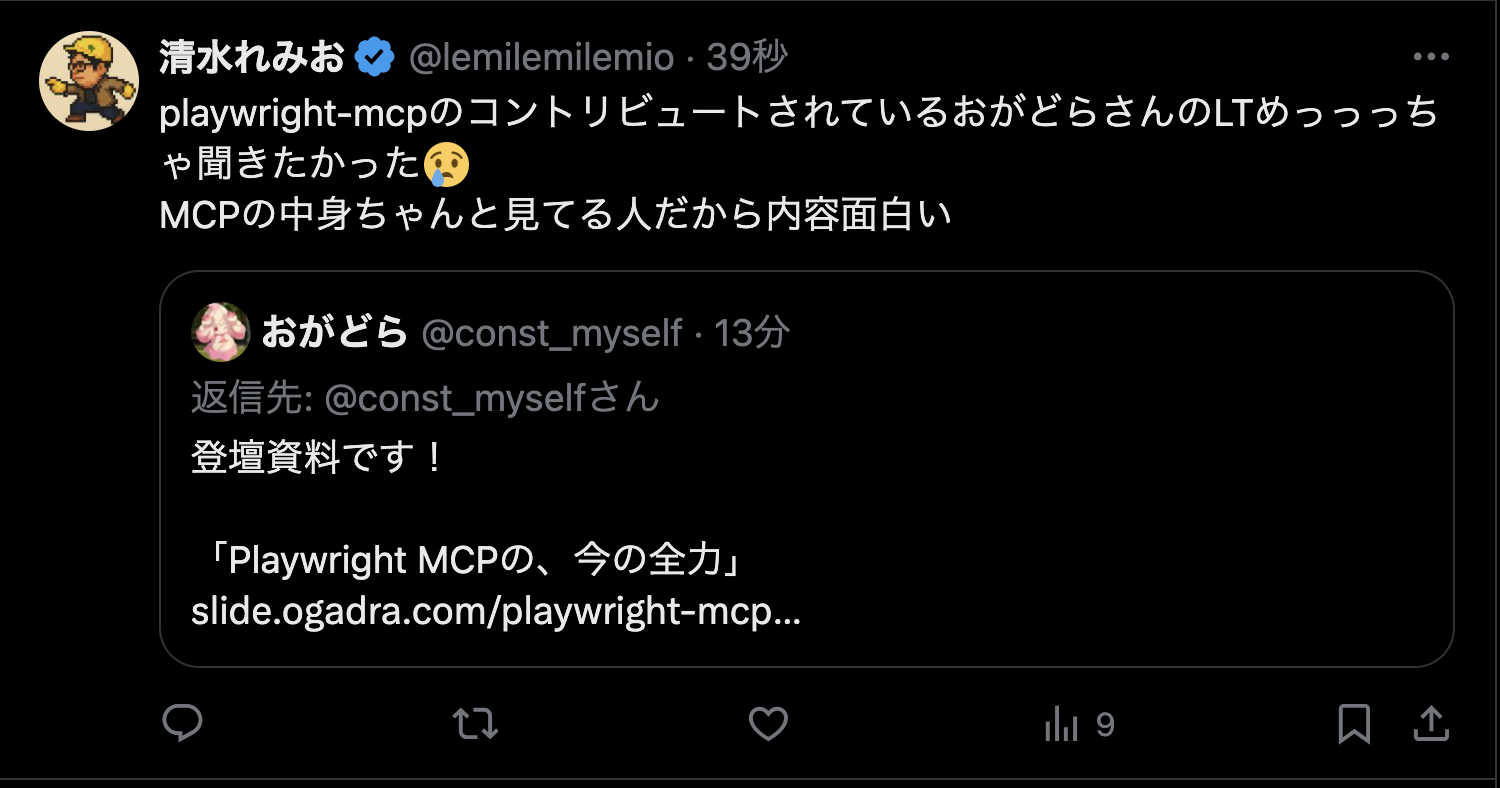 清水れみお @lemilemilemio · 39秒
playwright-mcpのコントリビュートされているおがどらさんのLTめっっっち
ゃ聞きたかった😢
MCPの中身ちゃんと見てる人だから内容面白い
おがどら @const_myself · 13分
返信先: @const_myselfさん
登壇資料です！
「Playwright MCPの、今の全力」
slide.ogadra.com/playwright-mcp...
9